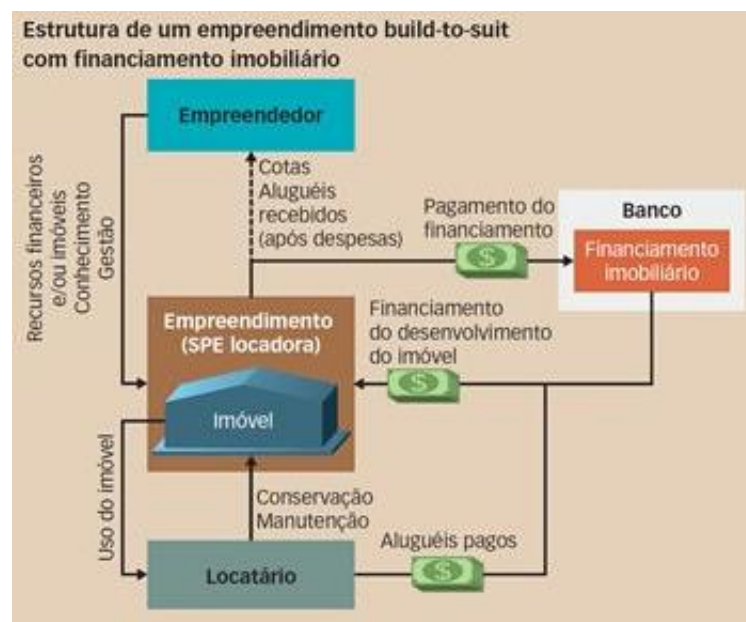 Estrutura de um empreendimento build-to-suit
com financiamento imobiliário
Empreendedor
Recursos financeiros
e/ou imóveis
Conhecimento
Gestão
Cotas
Aluguéis
recebidos
(após despesas)
Pagamento do
financiamento
$
Banco
Financiamento
imobiliário
Empreendimento
(SPE locadora)
Imóvel
Financiamento
do desenvolvimento
do imóvel
$
Uso do imóvel
Conservação
Manutenção
Locatário
Aluguéis pagos
$